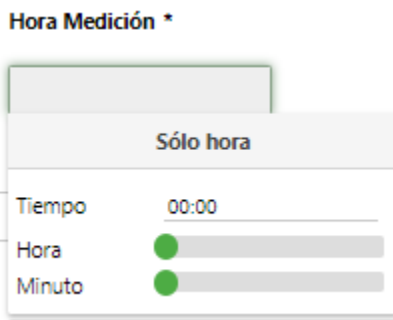 Hora Medición *
Sólo hora
Tiempo 00:00
Hora
Minuto